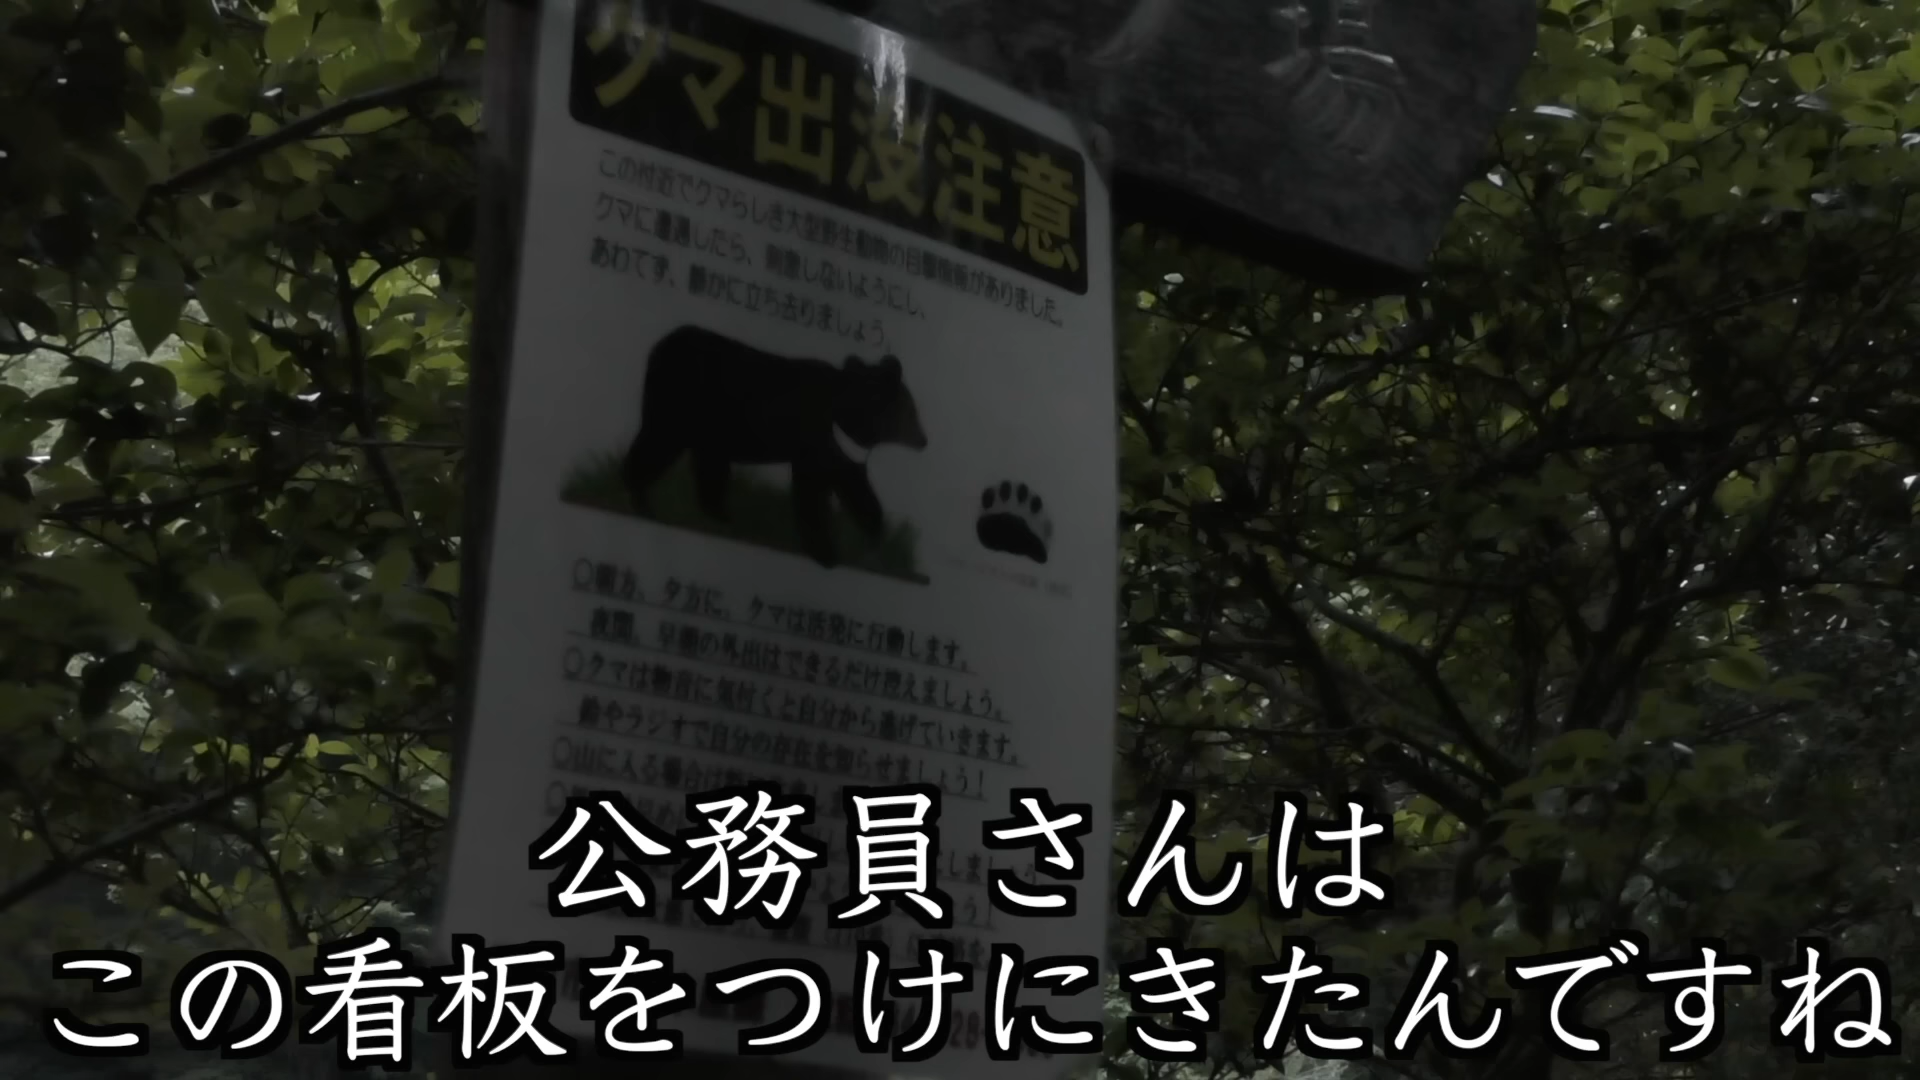 クマ出没注意
この付近でクマらしき大型野生動物の目撃情報がありました。
クマに遭遇したら、刺激しないようにし、
あわてず、静かに立ち去りましょう。
○朝方、夕方に、クマは活発に行動します。
夜間、早朝の外出はできるだけ控えましょう。
○クマは物音に気付くと自分から逃げていきます。
鈴やラジオで自分の存在を知らせましょう！
○山に入る場合は
公務員さんは
この看板をつけにきたんですね